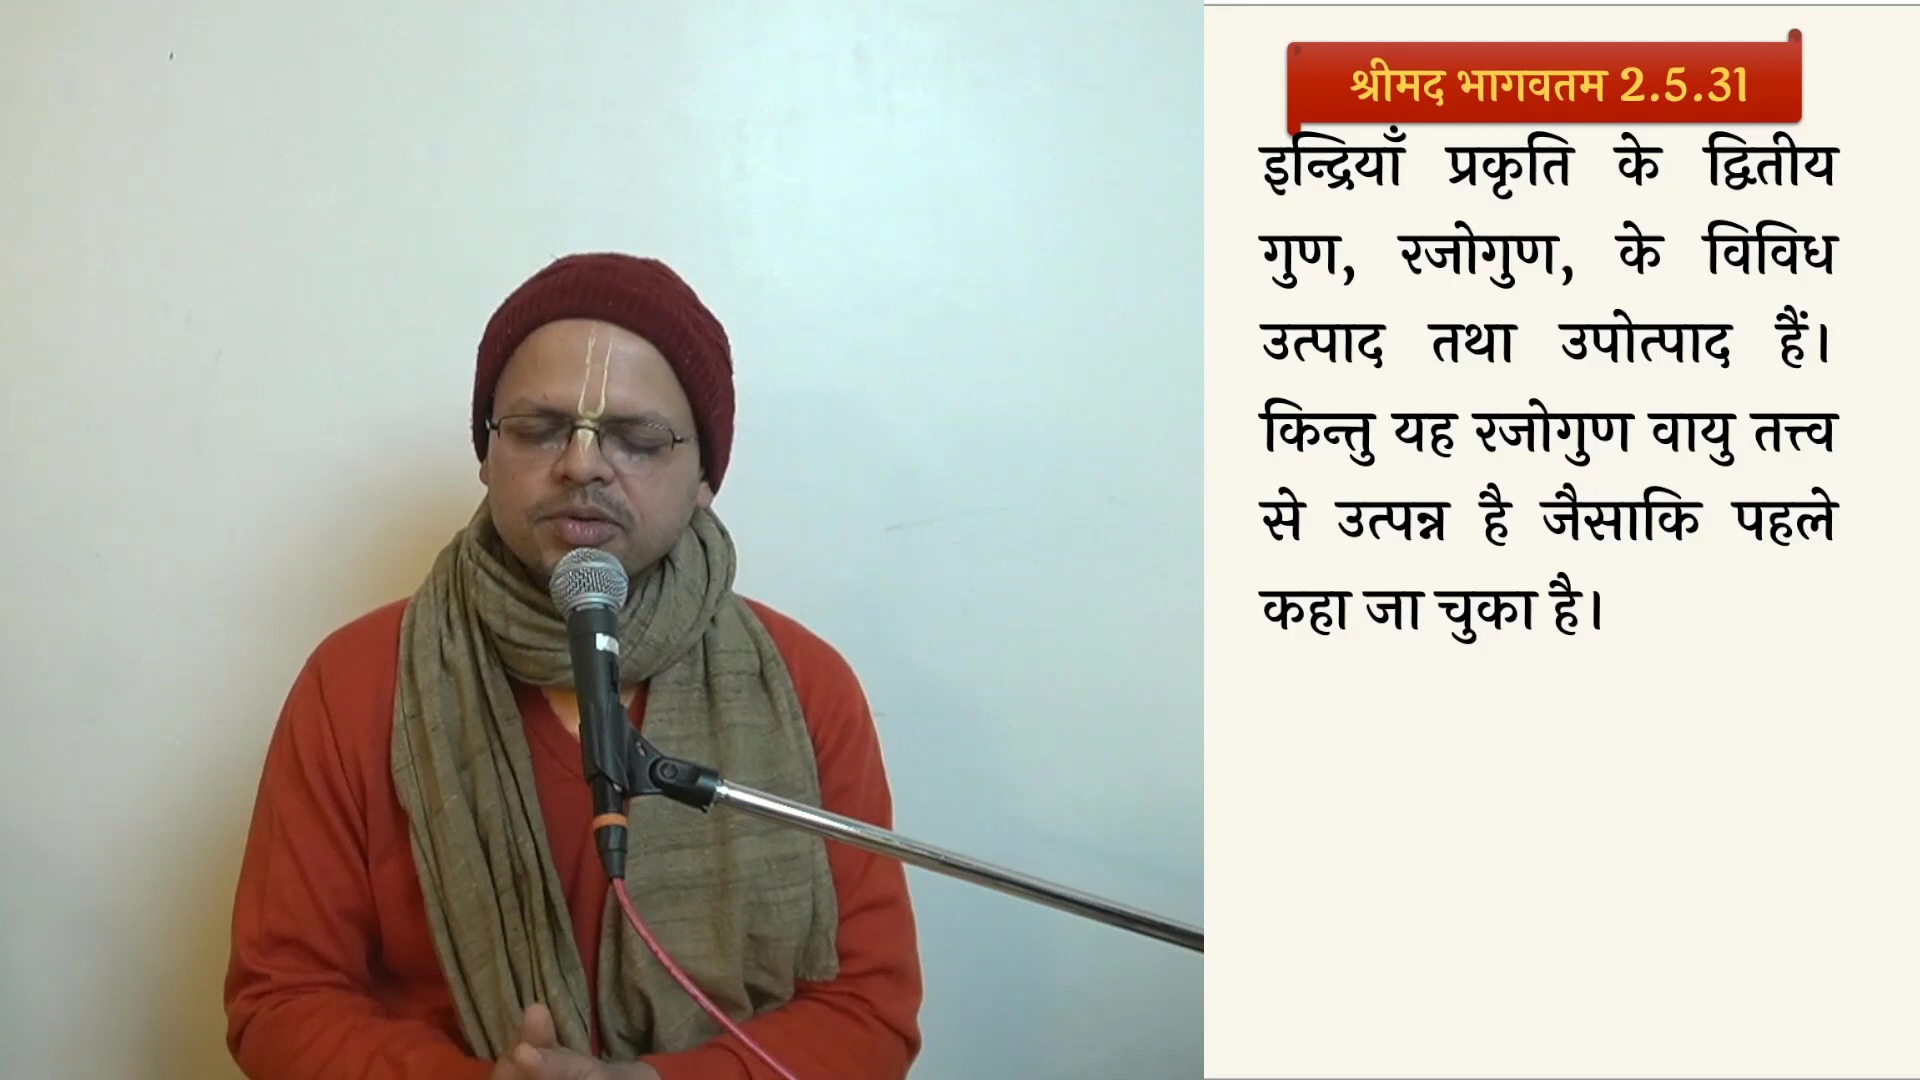 श्रीमद भागवतम 2.5.31
इन्द्रियाँ प्रकृति के द्वितीय
गुण, रजोगुण, के विविध
उत्पाद तथा उपोत्पाद हैं।
किन्तु यह रजोगुण वायु तत्त्व
से उत्पन्न है जैसाकि पहले
कहा जा चुका है।